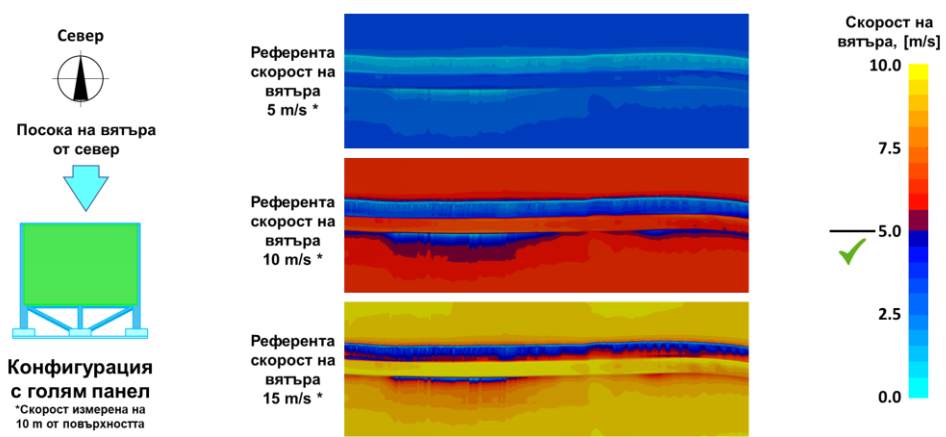 Север
Посока на вятъра
от север
Конфигурация
с голям панел
*Скорост измерена на
10 m от повърхността
Референта
скорост на
вятъра
5 m/s *
Референта
скорост на
вятъра
10 m/s *
Референта
скорост на
вятъра
15 m/s *
Скорост на
вятъра, [m/s]
10.0
7.5
5.0
2.5
0.0